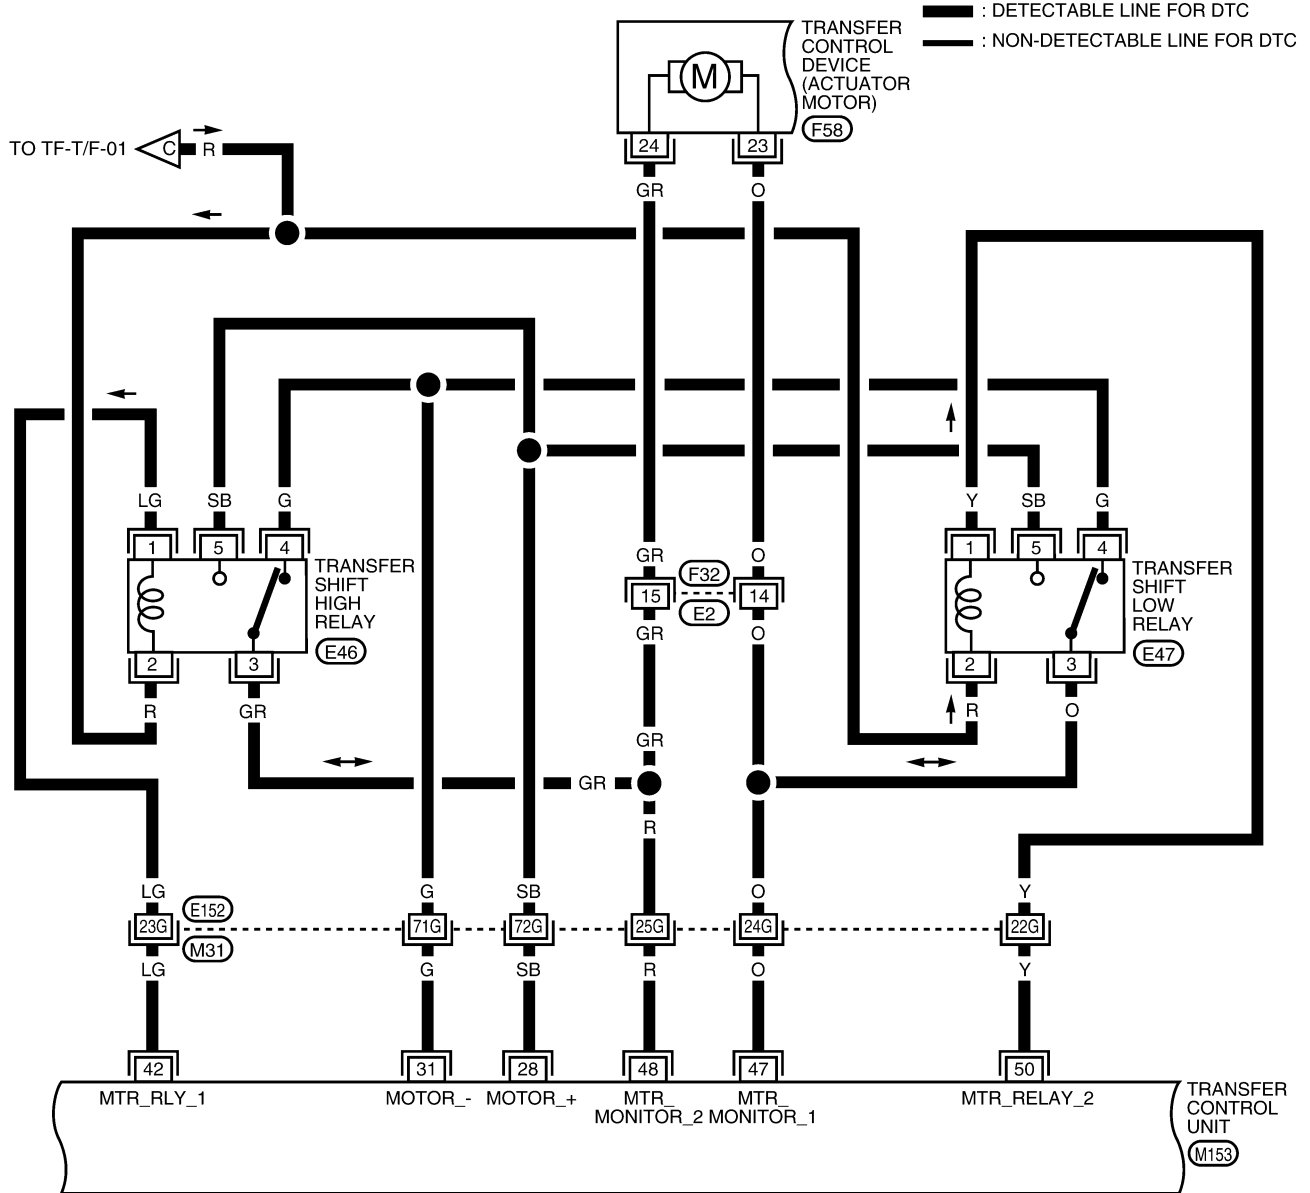 : DETECTABLE LINE FOR DTC
: NON-DETECTABLE LINE FOR DTC
TRANSFER
CONTROL
DEVICE
(ACTUATOR
MOTOR)
F58
M
24
23
TO TF-T/F-01
C
R
GR
O
LG
SB
G
GR
O
Y
SB
G
1
5
4
TRANSFER
SHIFT
HIGH
RELAY
E46
2
3
F32
15
14
E2
GR
O
1
5
4
TRANSFER
SHIFT
LOW
RELAY
E47
2
3
R
GR
GR
R
O
GR
R
LG
G
SB
O
Y
E152
23G
71G
72G
25G
24G
22G
M31
LG
G
SB
R
O
Y
42
31
28
48
47
50
MTR_RLY_1
MOTOR_-
MOTOR_+
MTR_
MONITOR_2
MTR_
MONITOR_1
MTR_RELAY_2
TRANSFER
CONTROL
UNIT
M153